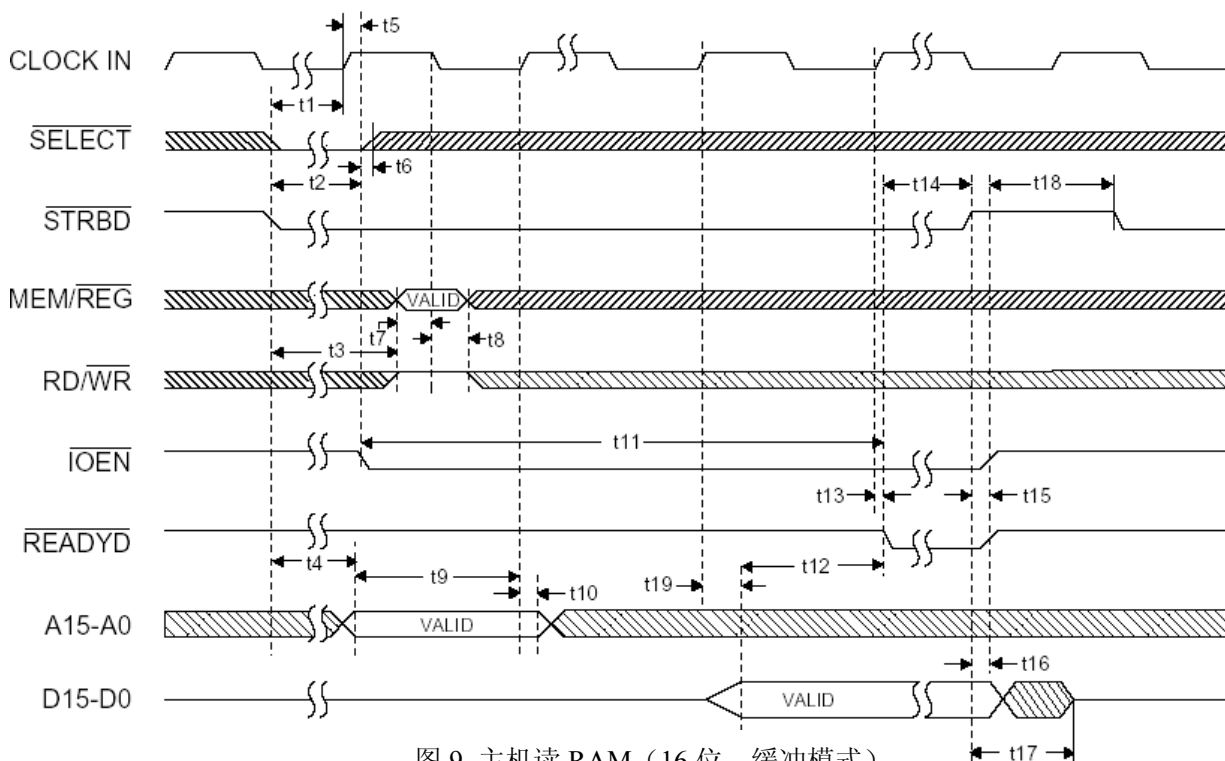 t5
CLOCK IN
t1
SELECT
t6
t2
t14
t18
STRBD
MEM/REG
VALID
t7
t8
t3
RD/WR
t11
IOEN
t13
t15
READYD
t4
t9
t10
t19
t12
A15-A0
VALID
t16
D15-D0
VALID
图 9 主机读 RAM（16 位，缓冲模式）
t17